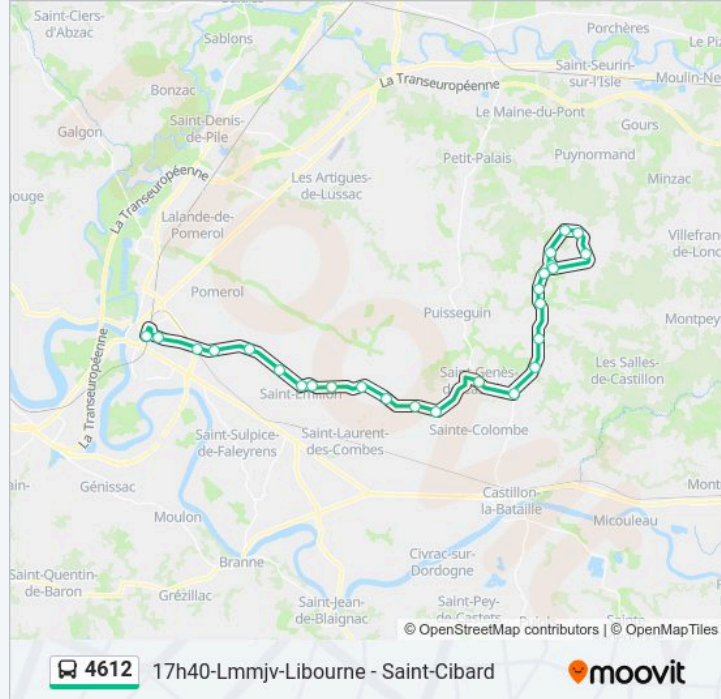 Saint-Ciers-
d'Abzac
Sablons
Porchères
Le Piz
Saint-Seurin-
sur-l'Isle
Moulin-Ne
La Transeuropéenne
Bonzac
Le Maine-du-Pont
Saint-Denis-
de-Pile
Gours
Galgon
Petit-Palais
Puynormand
Les Artigues-
de-Lussac
Minzac
La Transeuropéenne
ouge
Lalande-de-
Pomerol
Villefran
de-Lonc
Pomerol
Puisseguin
Montpey
La Transeuropéenne
Saint-Genès-
Les Salles-
de-Castillon
Saint-Émilion
Saint-Sulpice-
de-Faleyrens
Saint-Laurent-
des-Combes
Sainte-Colombe
ain-
Génissac
Castillon-
la-Bataille
Mont
Moulon
Micouleau
Branne
Civrac-sur-
Dordogne
Saint-Quentin-
de-Baron
Grézillac
Saint-Jean-
de-Blaignac
Saint-Pey-
de-Castets
© OpenStreetMap contributors | © OpenMapTiles
4612 17h40-Lmmjv-Libourne - Saint-Cibard
moovit